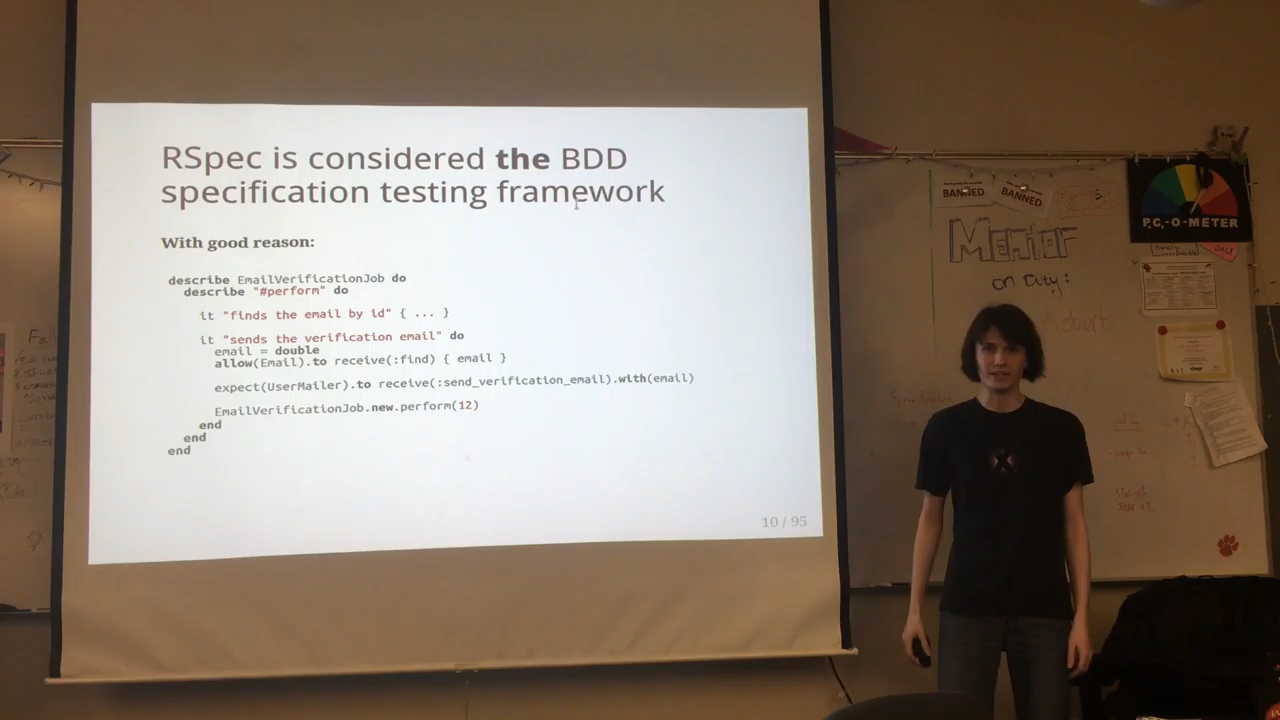 RSpec is considered the BDD
specification testing framework
With good reason:
describe EmailVerificationJob do
describe "#perform" do
it "finds the email by id" { ... }
it "sends the verification email" do
email = double
allow(Email).to receive(:find) { email }
expect(UserMailer).to receive(:send_verification_email).with(email)
EmailVerificationJob.new.perform(12)
end
end
end
10 / 95
BANNED
BANNED
P.C.-O-METER
Mentor
on Duty:
Robert
Fall